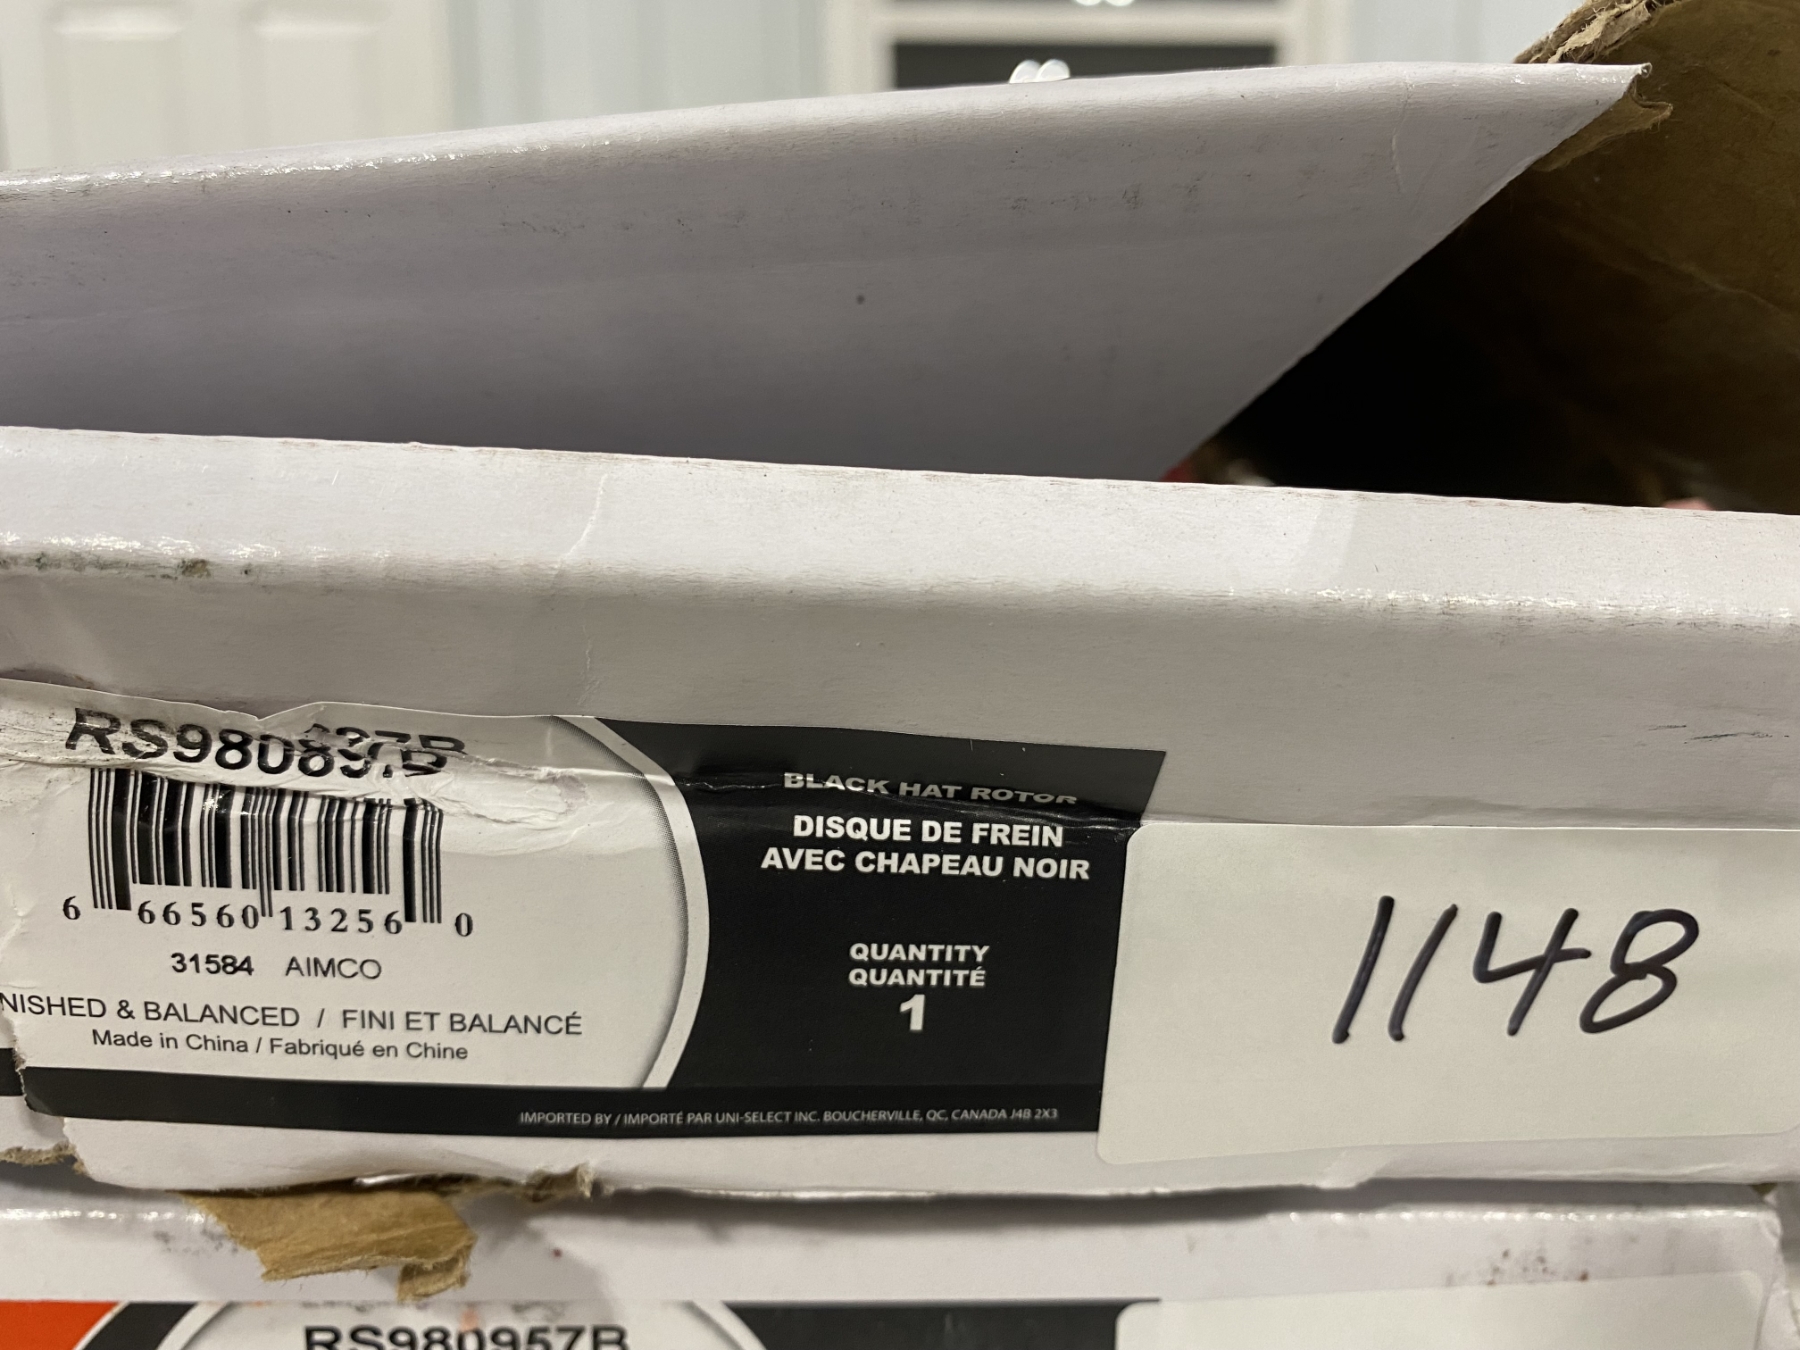 BLACK HAT ROTOR
DISQUE DE FREIN
AVEC CHAPEAU NOIR
QUANTITY
QUANTITÉ
1
6 66560 13256 0
31584 AIMCO
NISHED & BALANCED / FINI ET BALANCÉ
Made in China / Fabriqué en Chine
IMPORTED BY / IMPORTÉ PAR UNI-SELECT INC. BOUCHERVILLE, QC, CANADA J4B 2X3
1148
RS980957B